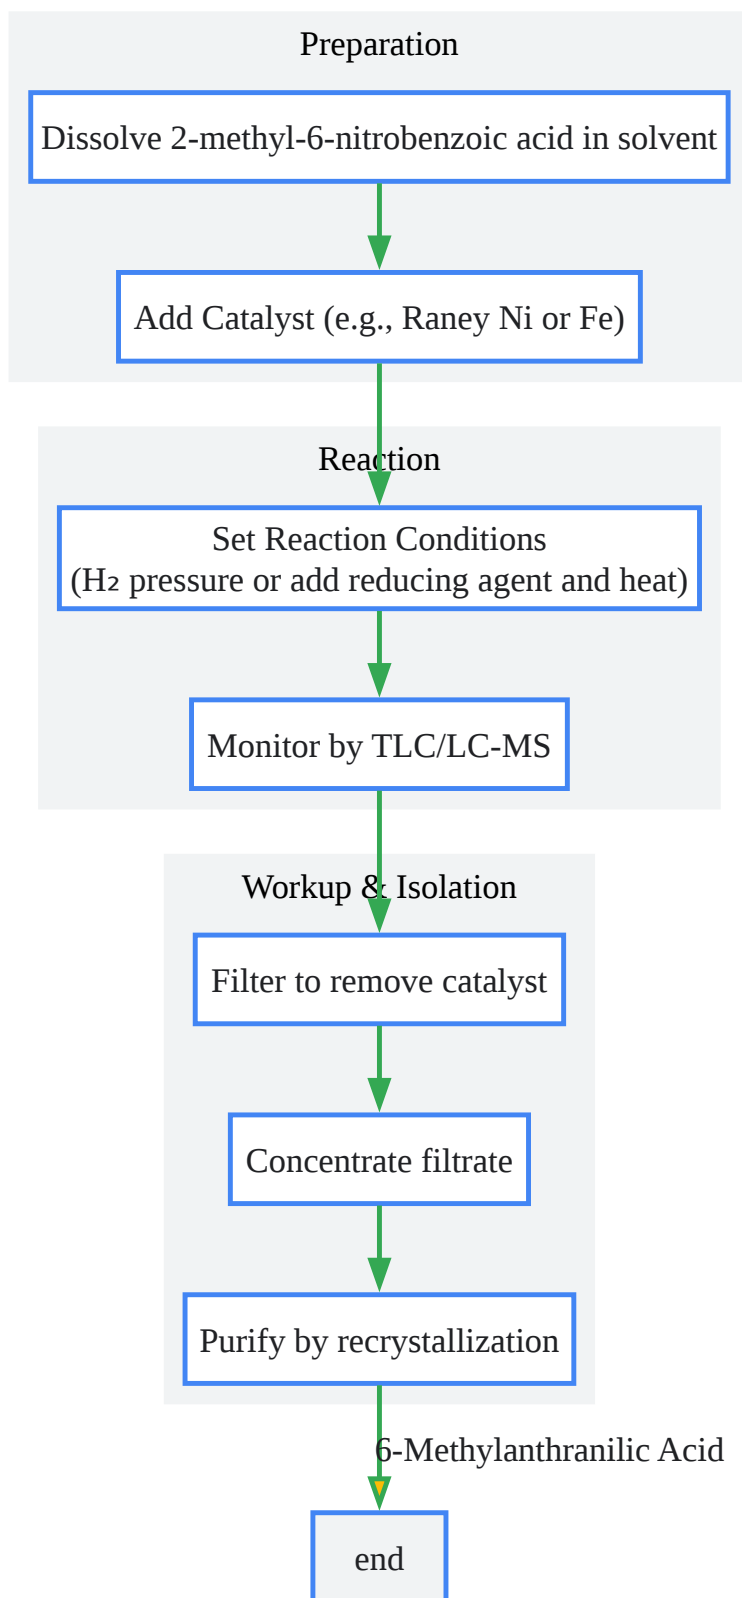 Preparation
Dissolve 2-methyl-6-nitrobenzoic acid in solvent
Add Catalyst (e.g., Raney Ni or Fe)
Reaction
Set Reaction Conditions
(H₂ pressure or add reducing agent and heat)
Monitor by TLC/LC-MS
Workup & Isolation
Filter to remove catalyst
Concentrate filtrate
Purify by recrystallization
6-Methylanthranilic Acid
end